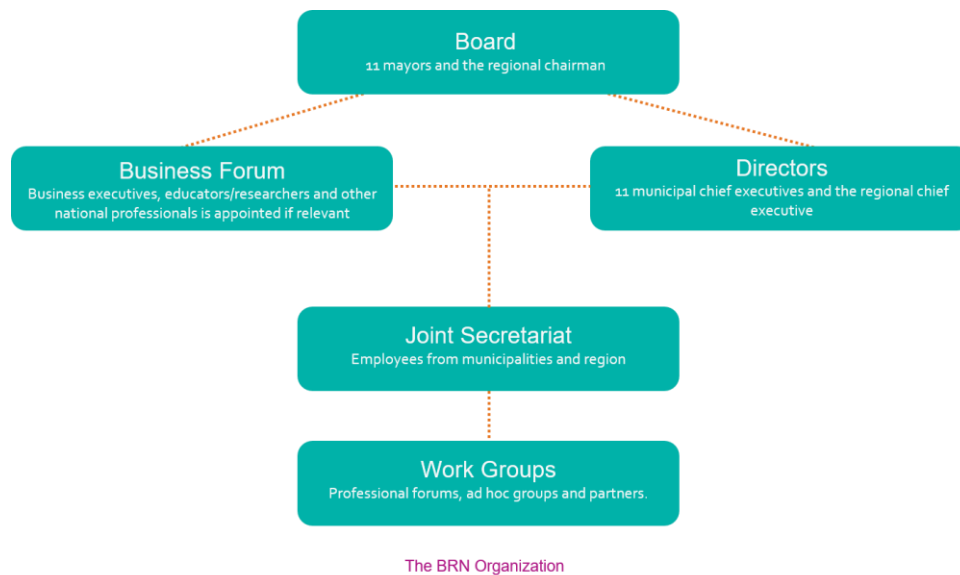 Board
11 mayors and the regional chairman
Business Forum
Business executives, educators/researchers and other
national professionals is appointed if relevant
Directors
11 municipal chief executives and the regional chief
executive
Joint Secretariat
Employees from municipalities and region
Work Groups
Professional forums, ad hoc groups and partners.
The BRN Organization